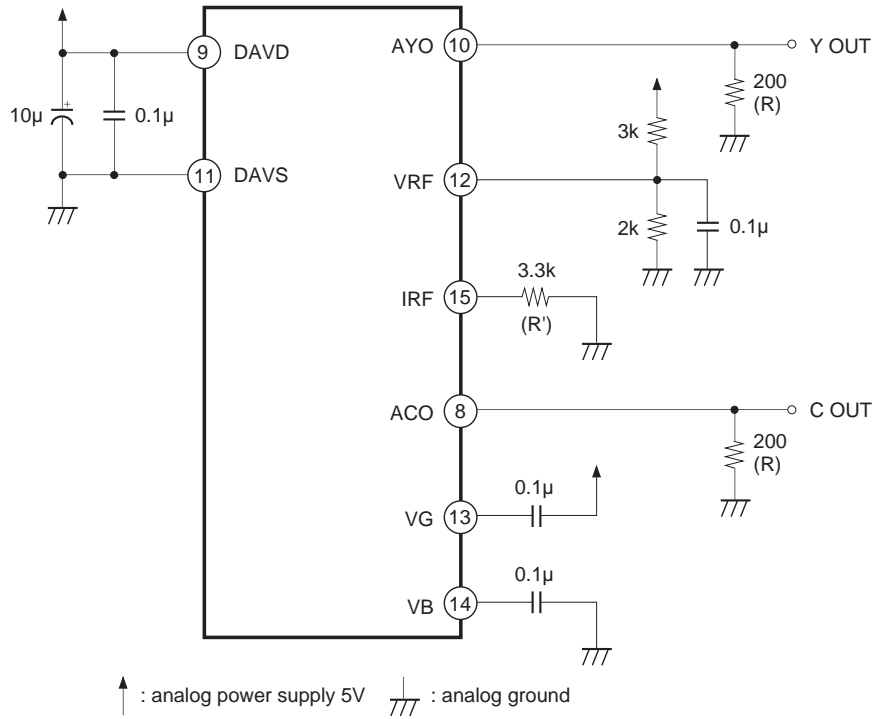 9 DAVD
AYO 10
Y OUT
200
(R)
10µ
+
0.1µ
3k
11 DAVS
VRF 12
2k
0.1µ
3.3k
IRF 15
(R')
ACO 8
C OUT
200
(R)
0.1µ
VG 13
0.1µ
VB 14
: analog power supply 5V
: analog ground